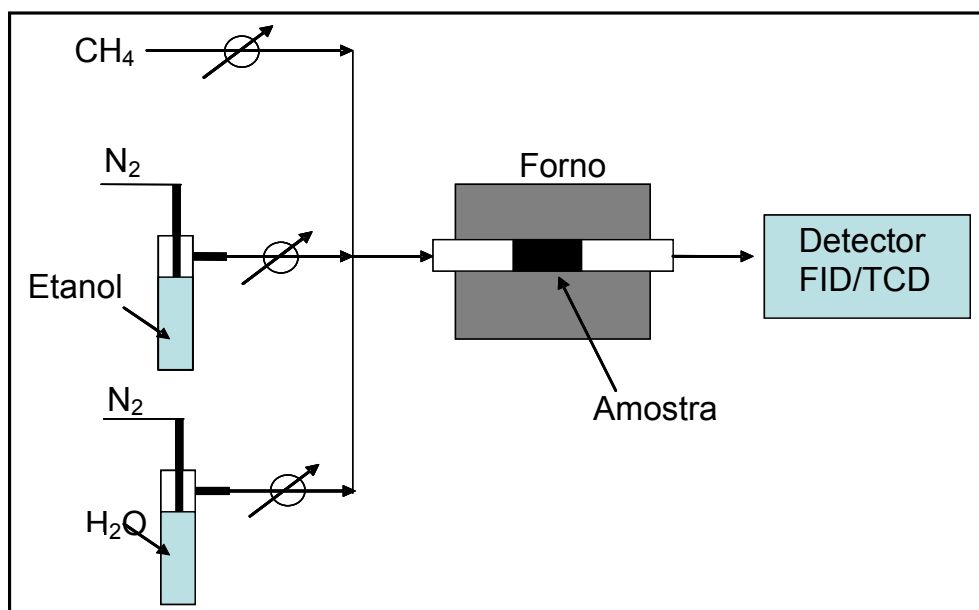 CH₄
N₂
Etanol
N₂
H₂O
Forno
Amostra
Detector
FID/TCD